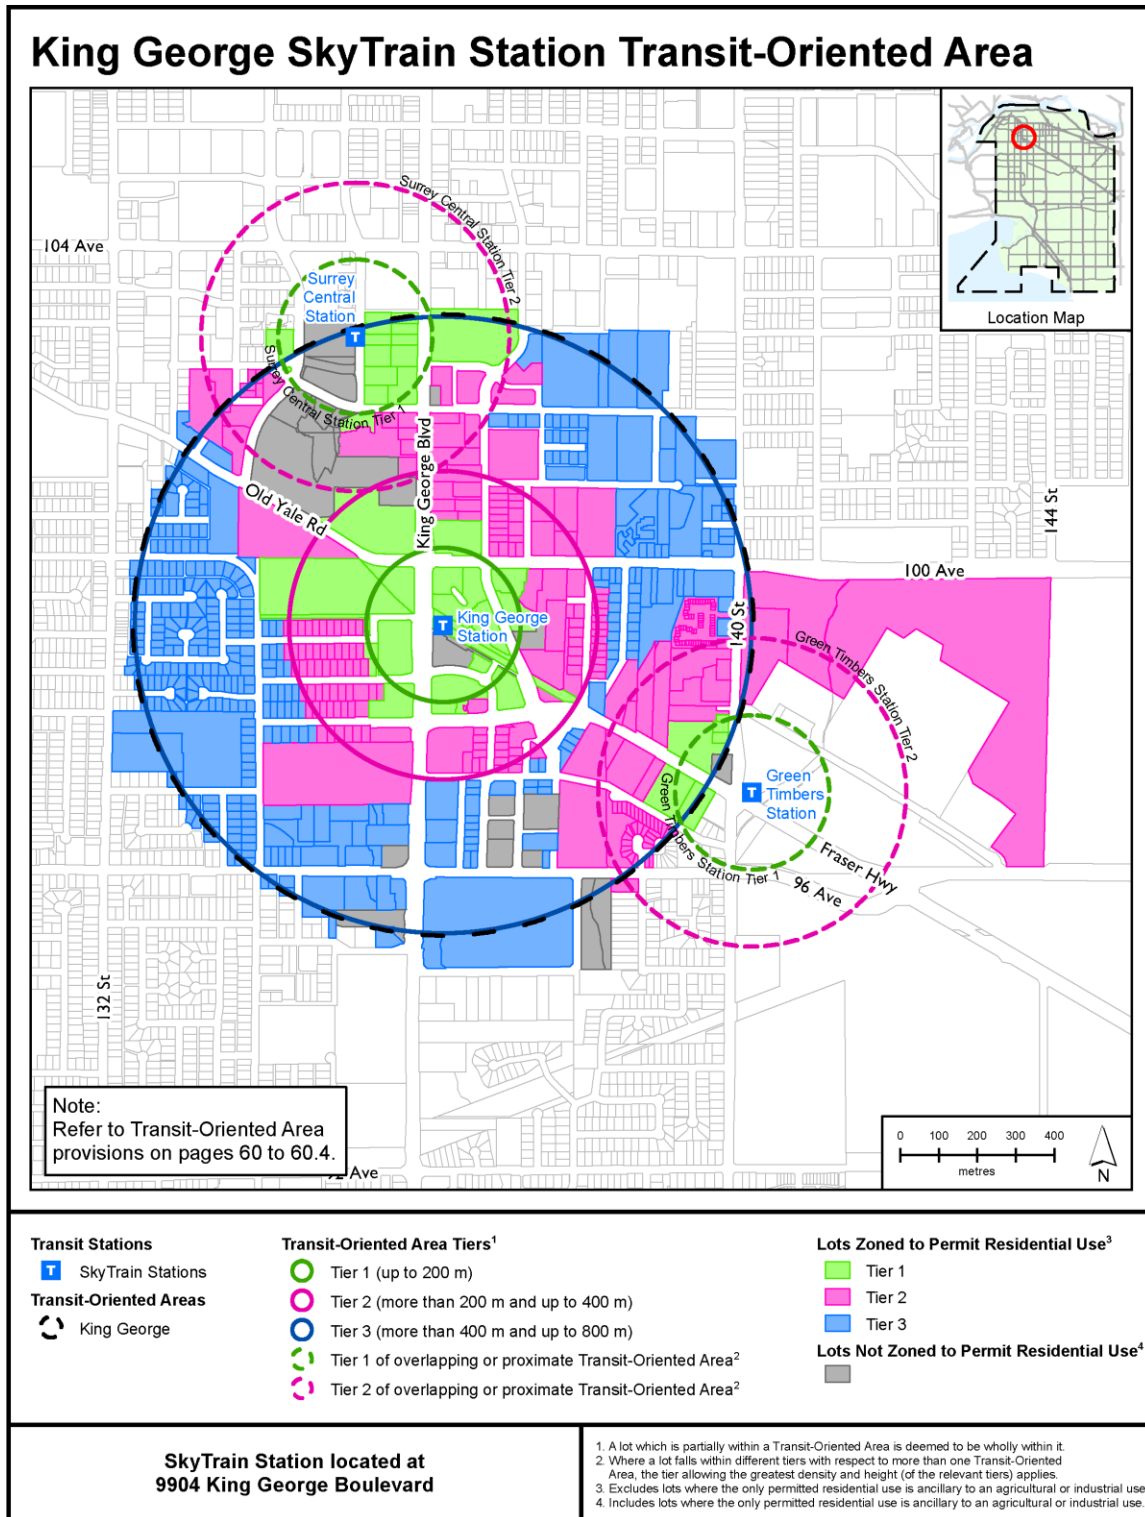 King George SkyTrain Station Transit-Oriented Area
Location Map
104 Ave
Surrey Central Station Tier 2
Surrey
Central
Station
Surrey Central Station Tier 1
King George Blvd
Old Yale Rd
144 St
100 Ave
King George
Station
140 St
Green Timbers Station Tier 2
Green
Timbers
Station
Green Timbers Station Tier 1
Fraser Hwy
96 Ave
132 St
Note:
Refer to Transit-Oriented Area
provisions on pages 60 to 60.4.
Ave
0 100 200 300 400
metres
N
Transit Stations
T SkyTrain Stations
Transit-Oriented Areas
King George
Transit-Oriented Area Tiers¹
Tier 1 (up to 200 m)
Tier 2 (more than 200 m and up to 400 m)
Tier 3 (more than 400 m and up to 800 m)
Tier 1 of overlapping or proximate Transit-Oriented Area²
Tier 2 of overlapping or proximate Transit-Oriented Area²
Lots Zoned to Permit Residential Use³
Tier 1
Tier 2
Tier 3
Lots Not Zoned to Permit Residential Use⁴
SkyTrain Station located at
9904 King George Boulevard
1. A lot which is partially within a Transit-Oriented Area is deemed to be wholly within it.
2. Where a lot falls within different tiers with respect to more than one Transit-Oriented
Area, the tier allowing the greatest density and height (of the relevant tiers) applies.
3. Excludes lots where the only permitted residential use is ancillary to an agricultural or industrial use
4. Includes lots where the only permitted residential use is ancillary to an agricultural or industrial use.